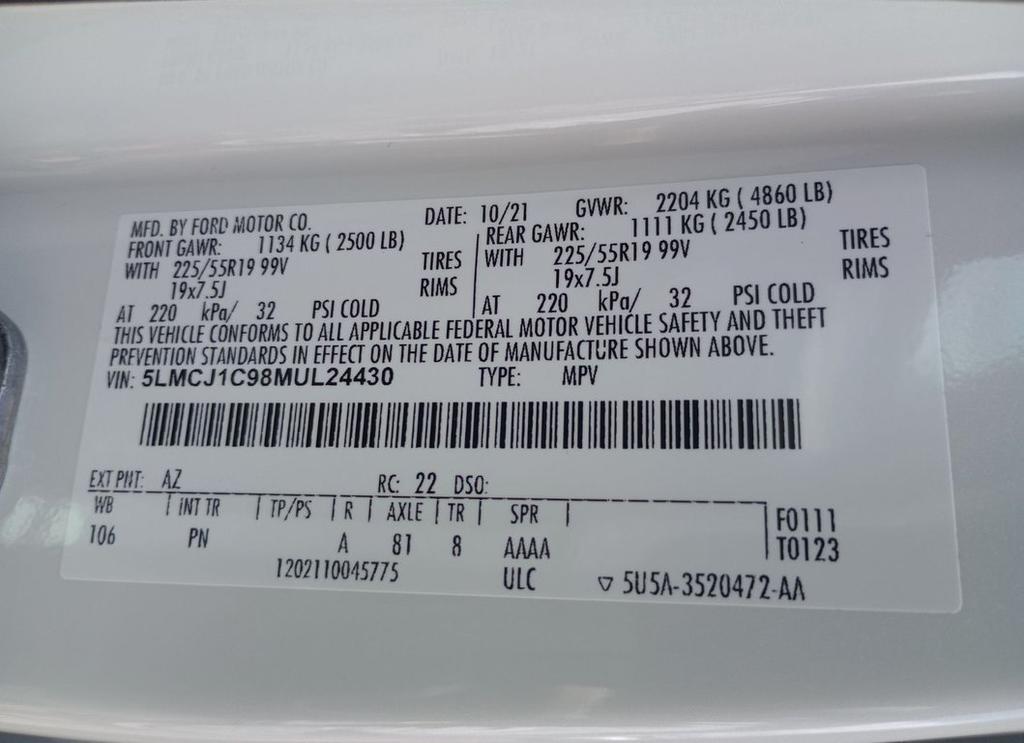 MFD. BY FORD MOTOR CO. DATE: 10/21 GVWR: 2204 KG ( 4860 LB)
FRONT GAWR: 1134 KG ( 2500 LB) REAR GAWR: 1111 KG ( 2450 LB)
WITH 225/55R19 99V TIRES WITH 225/55R19 99V TIRES
19x7.5J RIMS 19x7.5J RIMS
AT 220 kPa/ 32 PSI COLD AT 220 kPa/ 32 PSI COLD
THIS VEHICLE CONFORMS TO ALL APPLICABLE FEDERAL MOTOR VEHICLE SAFETY AND THEFT
PREVENTION STANDARDS IN EFFECT ON THE DATE OF MANUFACTURE SHOWN ABOVE.
VIN: 5LMCJ1C98MUL24430 TYPE: MPV
EXT PNT: AZ RC: 22 DSO:
WB INT TR TP/PS R AXLE TR SPR F0111
106 PN A 81 8 AAAA T0123
1202110045775 ULC 5U5A-3520472-AA